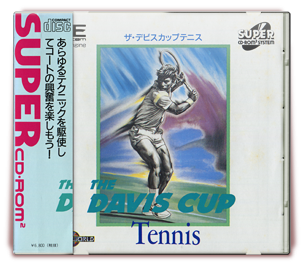 COMPACT
disc
SUPER
CD-ROM²
あらゆるテクニックを駆使し
てコートの興奮を楽しもう!
ザ・デビスカップテニス
SUPER
CD-ROM² SYSTEM
THE
DAVIS CUP
Tennis